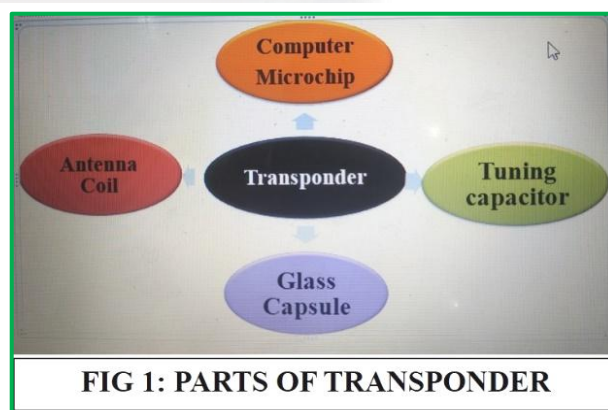 Computer
Microchip
Antenna
Coil
Transponder
Tuning
capacitor
Glass
Capsule
FIG 1: PARTS OF TRANSPONDER